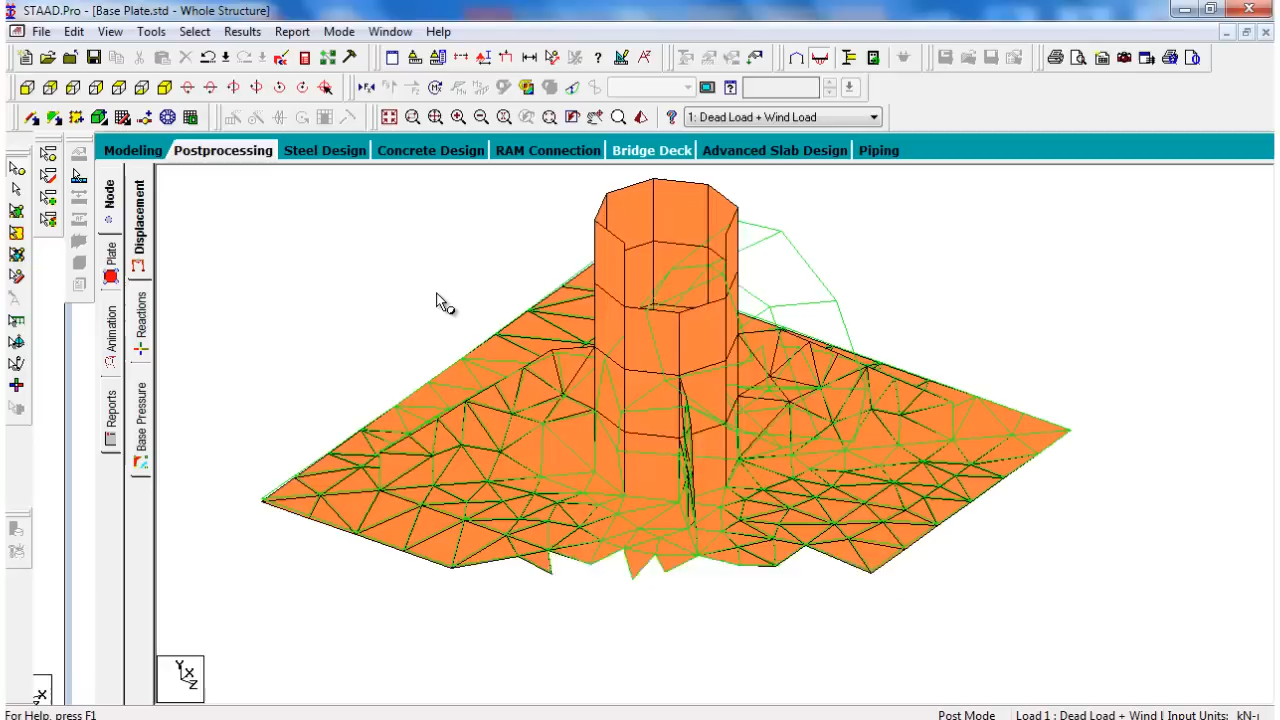 STAAD.Pro - [Base Plate.std - Whole Structure]
File Edit View Tools Select Results Report Mode Window Help
1: Dead Load + Wind Load
Modeling Postprocessing Steel Design Concrete Design RAM Connection Bridge Deck Advanced Slab Design Piping
Node
Plate
Animation
Reports
Displacement
Reactions
Base Pressure
Y
X
Z
X
For Help, press F1
Post Mode Load 1 : Dead Load + Wind L Input Units: kN-